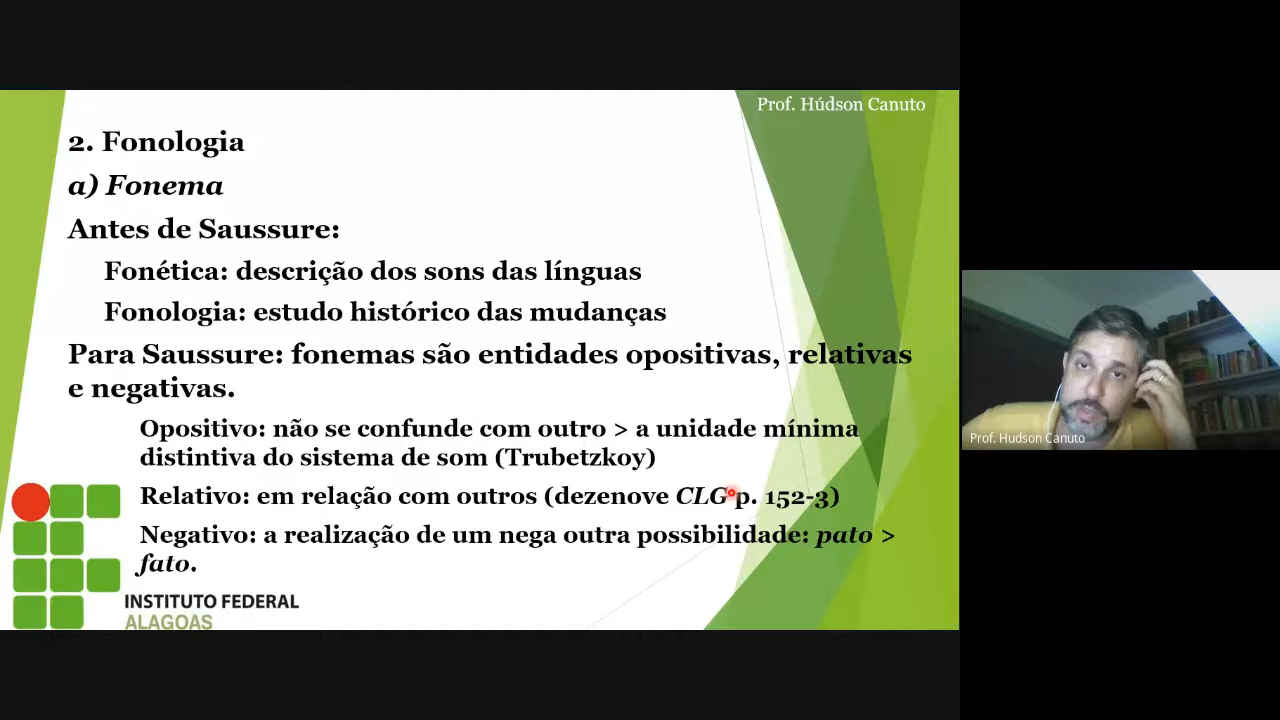 Prof. Húdson Canuto
2. Fonologia
a) Fonema
Antes de Saussure:
Fonética: descrição dos sons das línguas
Fonologia: estudo histórico das mudanças
Para Saussure: fonemas são entidades opositivas, relativas
e negativas.
Opositivo: não se confunde com outro > a unidade mínima
distintiva do sistema de som (Trubetzkoy)
Relativo: em relação com outros (dezenove CLG p. 152-3)
Negativo: a realização de um nega outra possibilidade: pato >
fato.
INSTITUTO FEDERAL
ALAGOAS
Prof. Hudson Canuto